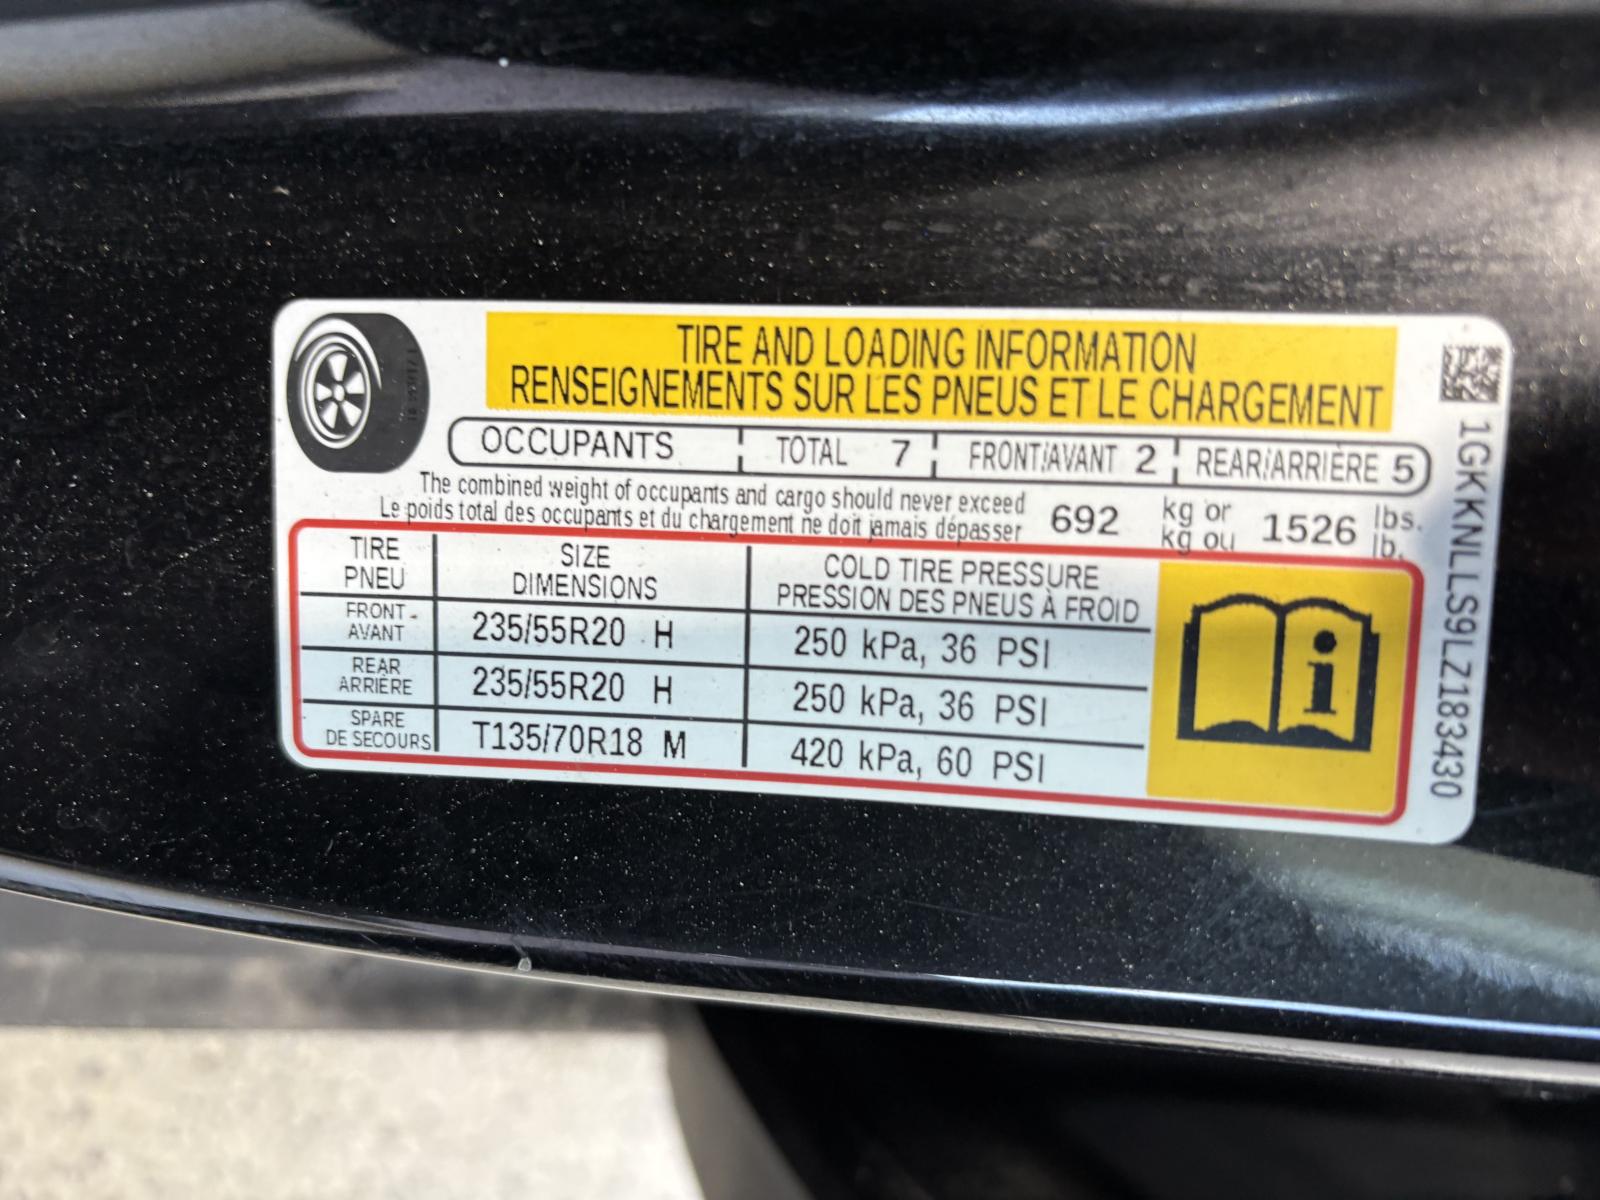 TIRE AND LOADING INFORMATION
RENSEIGNEMENTS SUR LES PNEUS ET LE CHARGEMENT
OCCUPANTS TOTAL 7 FRONT/AVANT 2 REAR/ARRIÈRE 5
The combined weight of occupants and cargo should never exceed 692 kg or 1526 lbs.
Le poids total des occupants et du chargement ne doit jamais dépasser kg ou lb.
TIRE SIZE COLD TIRE PRESSURE
PNEU DIMENSIONS PRESSION DES PNEUS À FROID
FRONT
AVANT 235/55R20 H 250 kPa, 36 PSI
REAR
ARRIÈRE 235/55R20 H 250 kPa, 36 PSI
SPARE
DE SECOURS T135/70R18 M 420 kPa, 60 PSI
i
1GKKNLLS9LZ183430